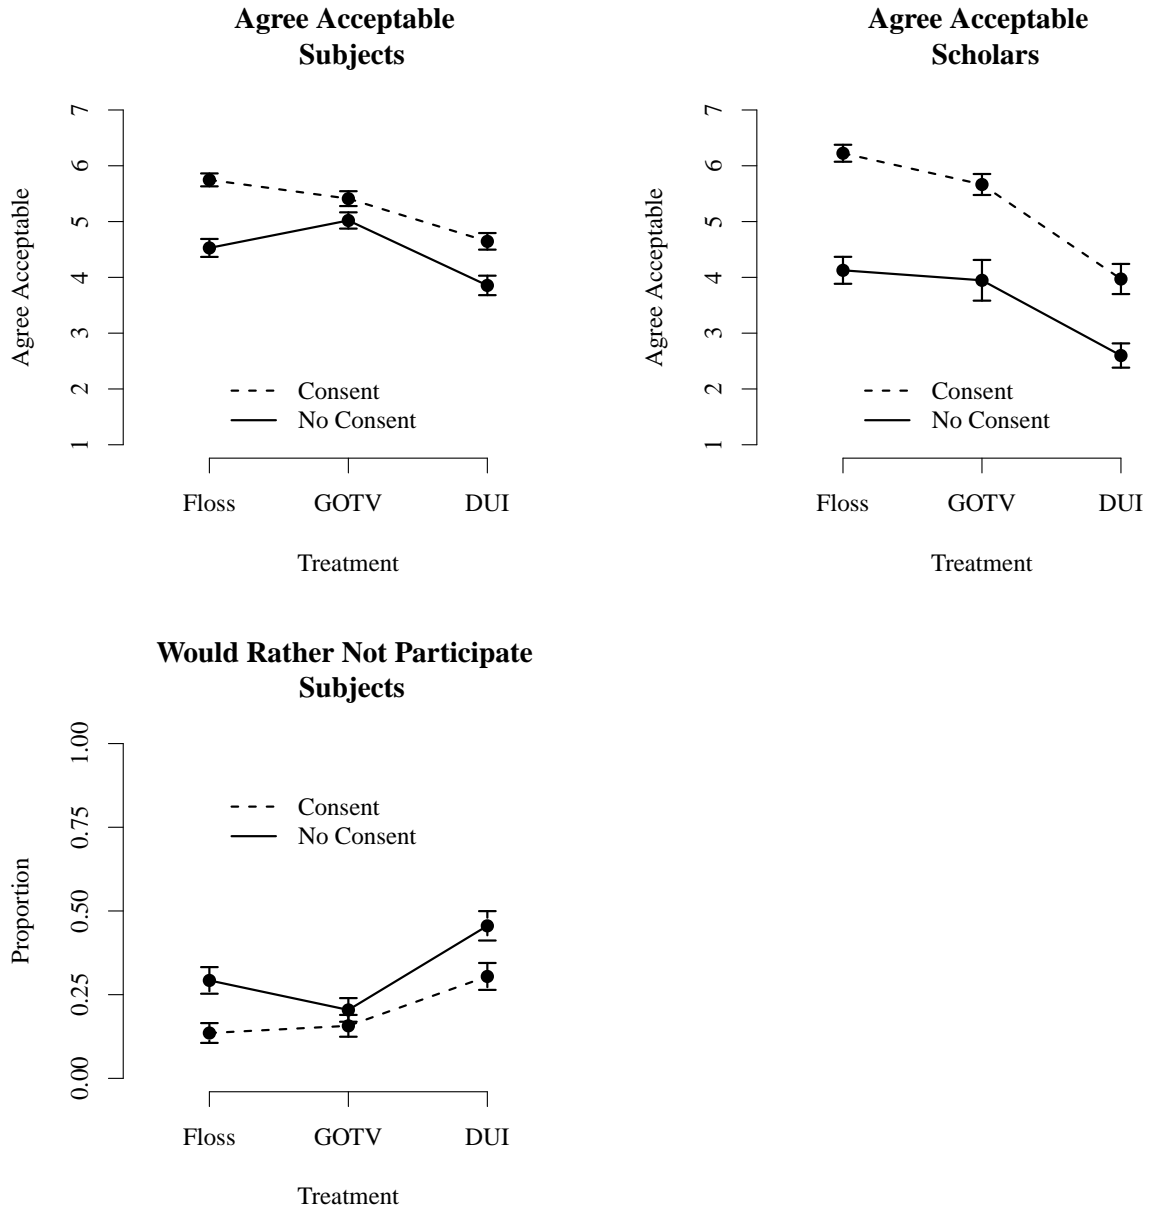 Agree Acceptable
Subjects
Agree Acceptable
1
2
3
4
5
6
7
Consent
No Consent
Floss
GOTV
DUI
Treatment
Agree Acceptable
Scholars
Agree Acceptable
1
2
3
4
5
6
7
Consent
No Consent
Floss
GOTV
DUI
Treatment
Would Rather Not Participate
Subjects
Proportion
0.00
0.25
0.50
0.75
1.00
Consent
No Consent
Floss
GOTV
DUI
Treatment